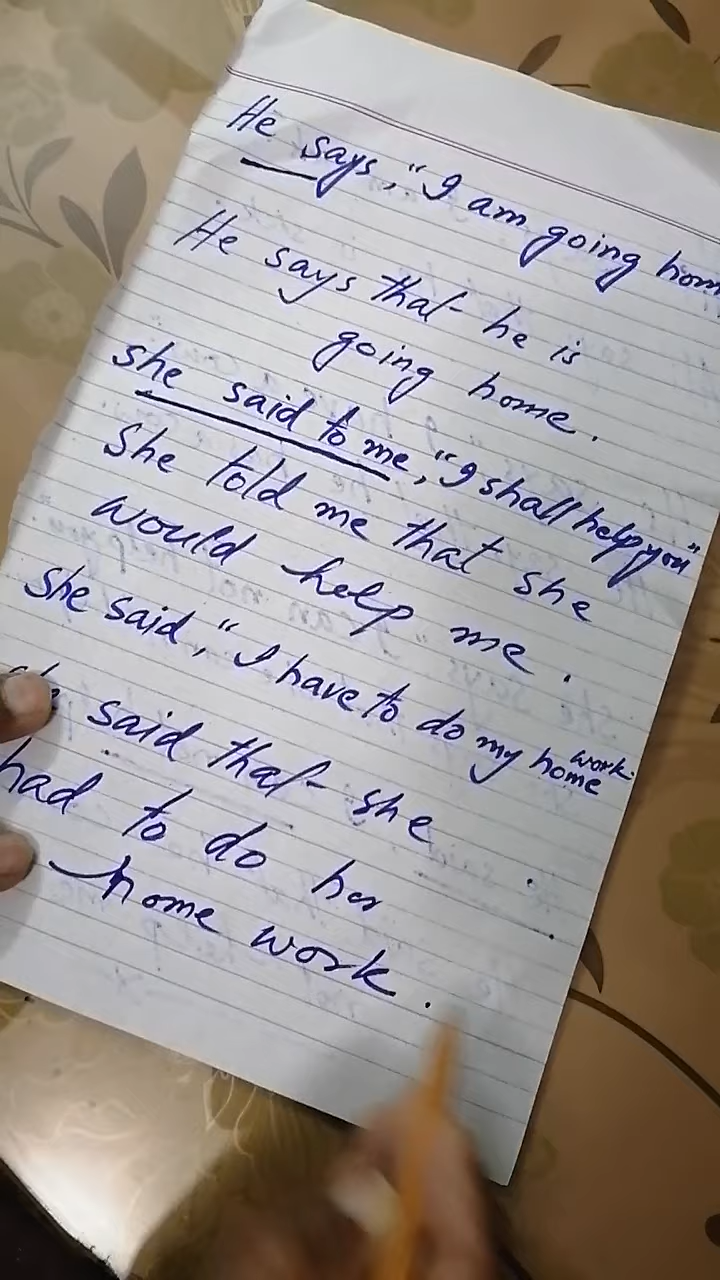 He says, "I am going hom
He says that he is
going home.
she said to me, "I shall help you"
She told me that she
would help me.
She said, "I have to do my home work.
she said that she
had to do her
home work.